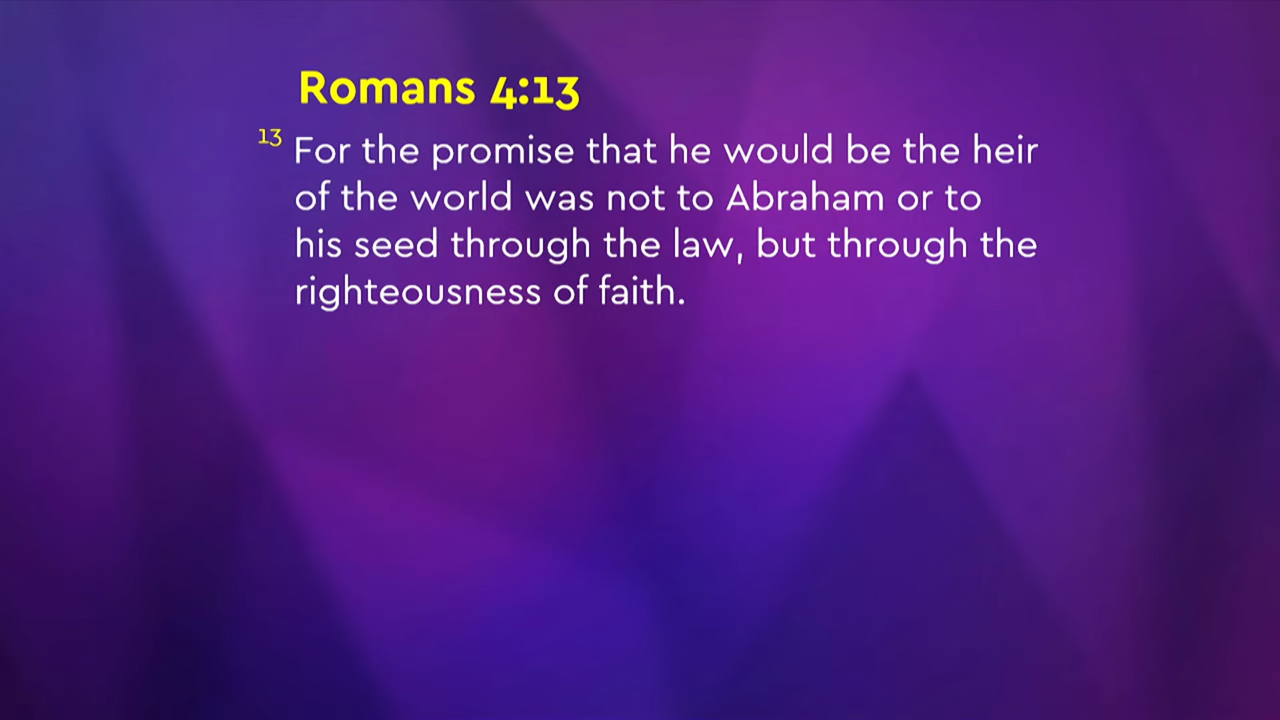 Romans 4:13
13 For the promise that he would be the heir
of the world was not to Abraham or to
his seed through the law, but through the
righteousness of faith.